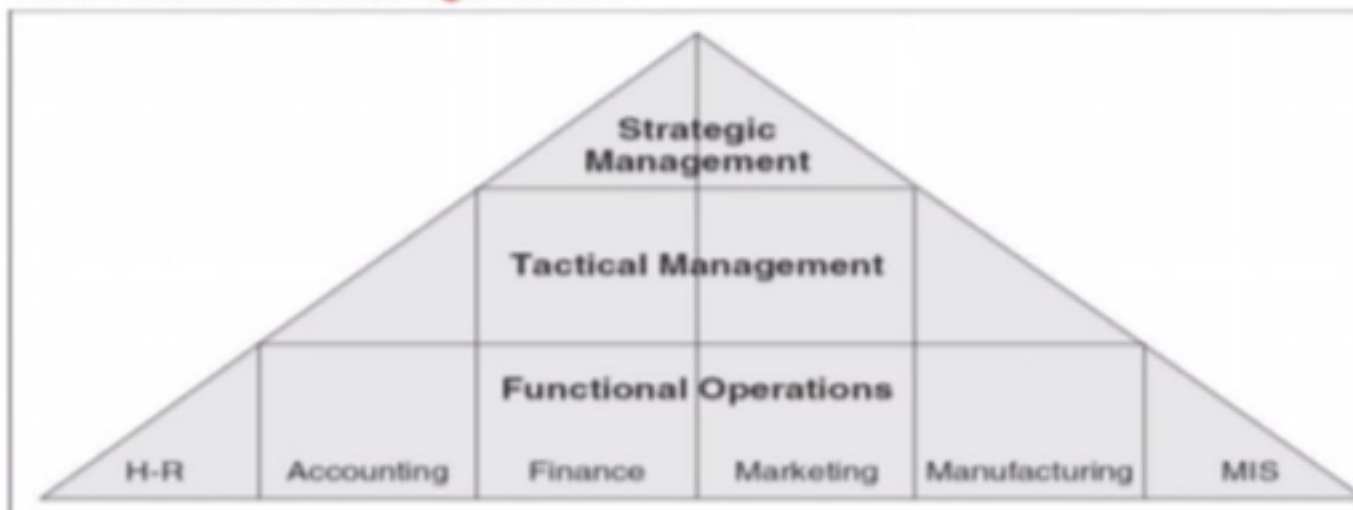 Strategic
Management
Tactical Management
Functional Operations
H-R Accounting Finance Marketing Manufacturing MIS